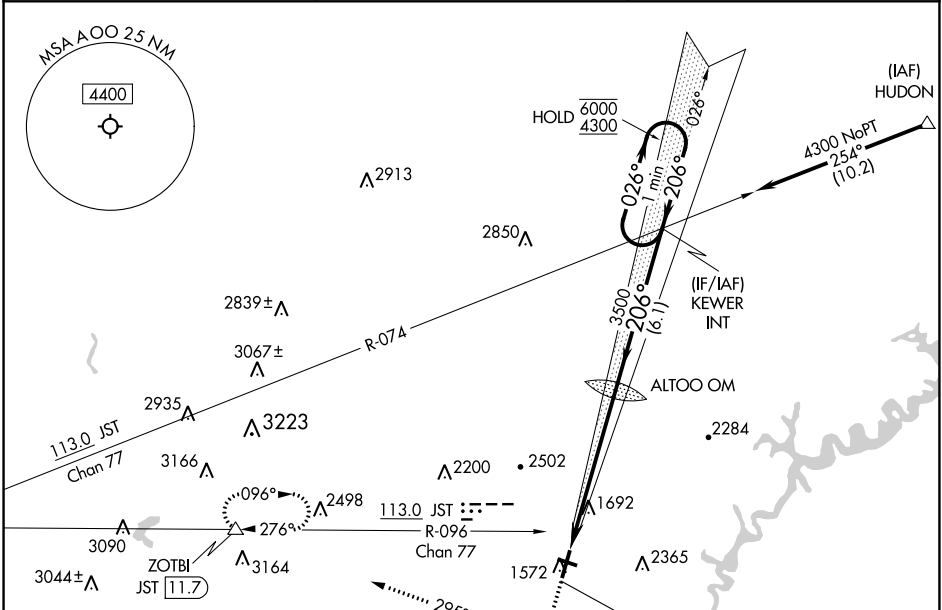 MSA AOO 25 NM
4400
(IAF)
HUDON
HOLD 6000
4300
026°
4300 NoPT
254°
(10.2)
2913
026°
1 min
206°
2850
(IF/IAF)
KEWER
INT
2839±
3500
206°
(6.1)
R-074
3067±
ALTOO OM
2935
3223
2284
113.0 JST
Chan 77
3166
2200
2502
096°
2498
1692
113.0 JST
276°
R-096
Chan 77
3090
ZOTBI
JST 11.7
3164
1572
2365
3044±
295°